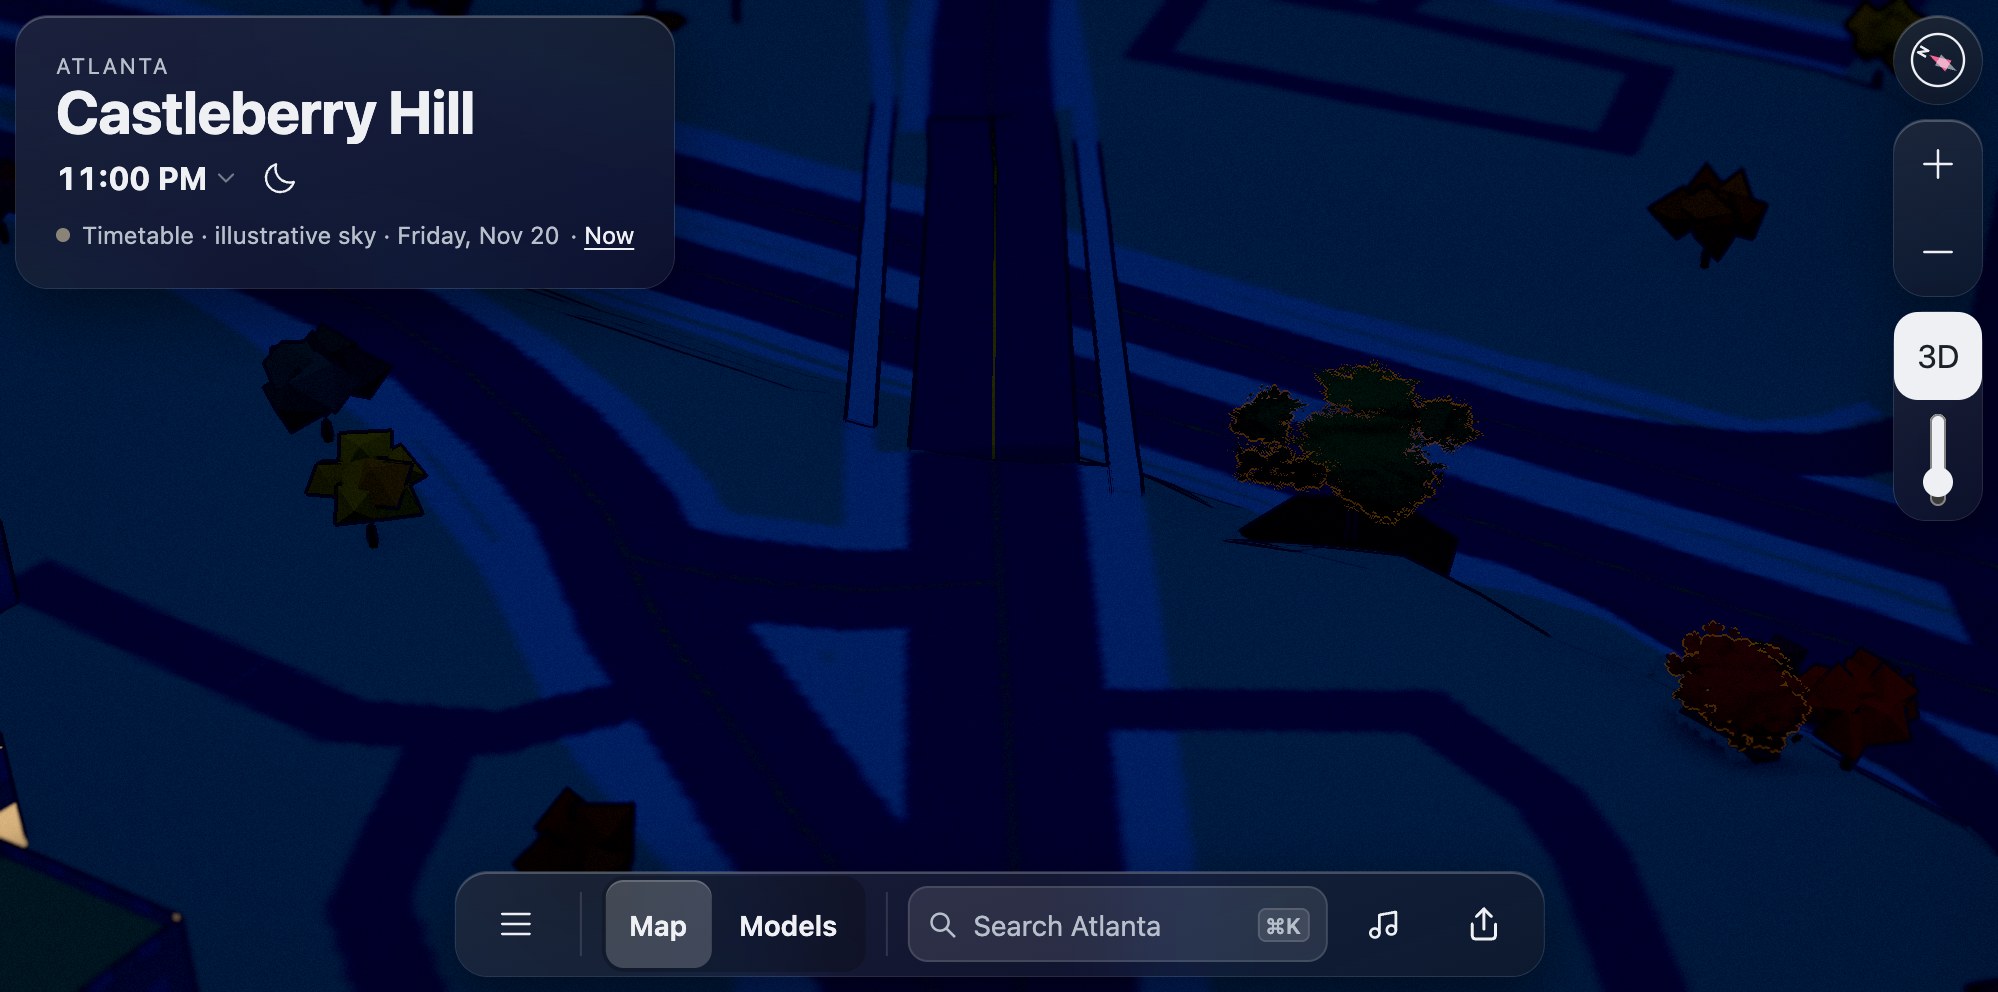 ATLANTA
Castleberry Hill
11:00 PM
Timetable · illustrative sky · Friday, Nov 20 · Now
N
3D
Map
Models
Search Atlanta
⌘K